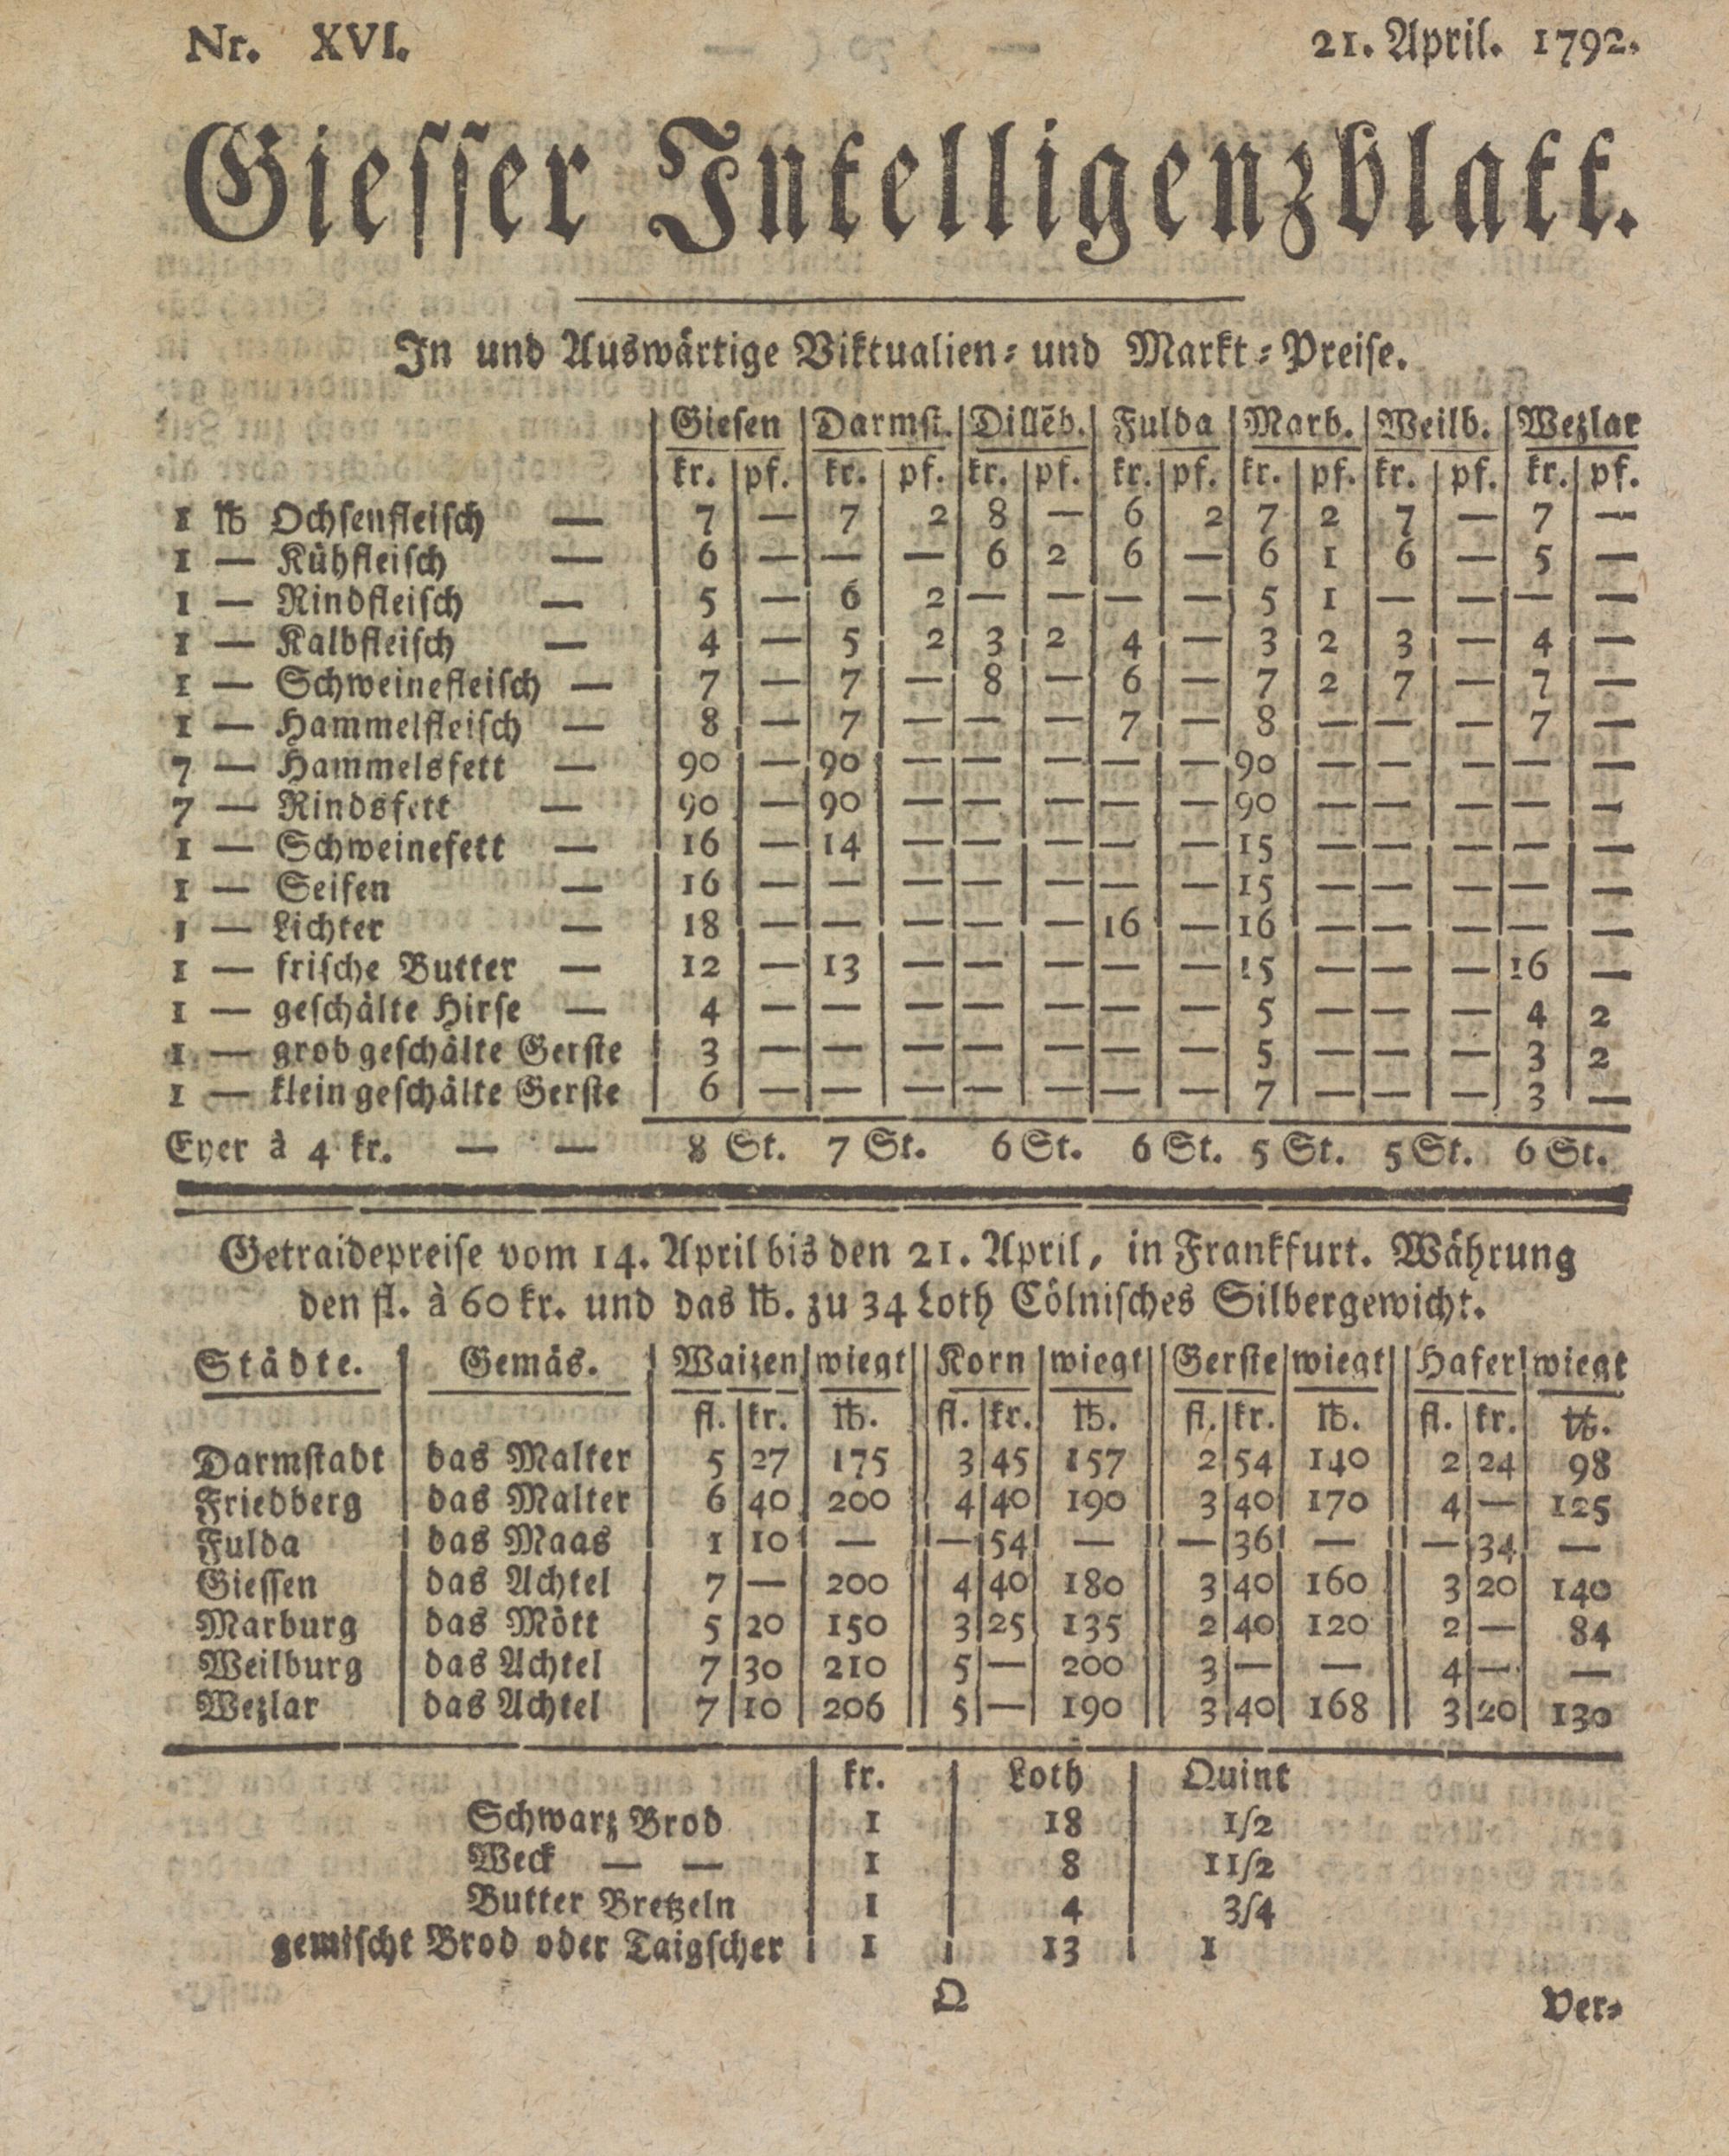 Nr. XVI. 21. April. 1792.
Giesser Intelligenzblatt.
In und Auswärtige Viktualien- und Markt-Preise.
Giesen Darmst. Dillēb. Fulda Marb. Weilb. Wezlar
kr. pf. kr. pf. kr. pf. kr. pf. kr. pf. kr. pf. kr. pf.
1 ℔ Ochsenfleisch — 7 — 7 2 8 — 6 2 7 2 7 — 7 —
1 — Kühfleisch — 6 — — — 6 2 6 — 6 1 6 — 5 —
1 — Rindfleisch — 5 — 6 2 — — — — 5 1 — — — —
1 — Kalbfleisch — 4 — 5 2 3 2 4 — 3 2 3 — 4 —
1 — Schweinefleisch — 7 — 7 — 8 — 6 — 7 2 7 — 7 —
1 — Hammelfleisch — 8 — 7 — — — 7 — 8 — — — 7 —
7 — Hammelsfett — 90 — 90 — — — — — 90 — — — — —
7 — Rindsfett — 90 — 90 — — — — — 90 — — — — —
1 — Schweinefett — 16 — 14 — — — — — 15 — — — — —
1 — Seifen — 16 — — — — — — — 15 — — — — —
1 — Lichter — 18 — — — — — 16 — 16 — — — — —
1 — frische Butter — 12 — 13 — — — — — 15 — — — 16 —
1 — geschälte Hirse — 4 — — — — — — — 5 — — — 4 2
1 — grob geschälte Gerste 3 — — — — — — — 5 — — — 3 2
1 — klein geschälte Gerste 6 — — — — — — — 7 — — — 3 —
Eyer à 4 kr. — — 8 St. 7 St. 6 St. 6 St. 5 St. 5 St. 6 St.
Getraidepreise vom 14. April bis den 21. April, in Frankfurt. Währung
den fl. à 60 kr. und das ℔. zu 34 Loth Cölnisches Silbergewicht.
Städte. Gemäs. Waizen wiegt Korn wiegt Gerste wiegt Hafer wiegt
fl. kr. ℔. fl. kr. ℔. fl. kr. ℔. fl. kr. ℔.
Darmstadt das Malter 5 27 175 3 45 157 2 54 140 2 24 98
Friedberg das Malter 6 40 200 4 40 190 3 40 170 4 — 125
Fulda das Maas 1 10 — — 54 — — 36 — — 34 —
Giessen das Achtel 7 — 200 4 40 180 3 40 160 3 20 140
Marburg das Mött 5 20 150 3 25 135 2 40 120 2 — 84
Weilburg das Achtel 7 30 210 5 — 200 3 — — 4 — —
Wezlar das Achtel 7 10 206 5 — 190 3 40 168 3 20 130
kr. Loth Quint
Schwarz Brod 1 18 1/2
Weck — — 1 8 11/2
Butter Bretzeln 1 4 3/4
gemischt Brod oder Taigscher 1 13 1
Q Ver-